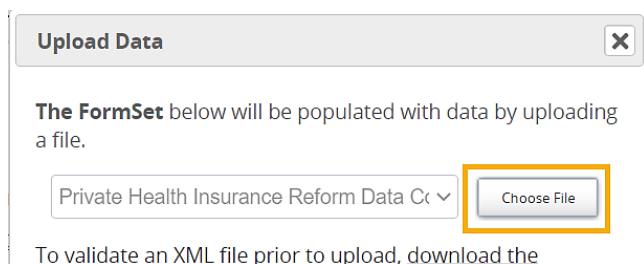 Upload Data
The FormSet below will be populated with data by uploading
a file.
Private Health Insurance Reform Data Cc
Choose File
To validate an XML file prior to upload, download the